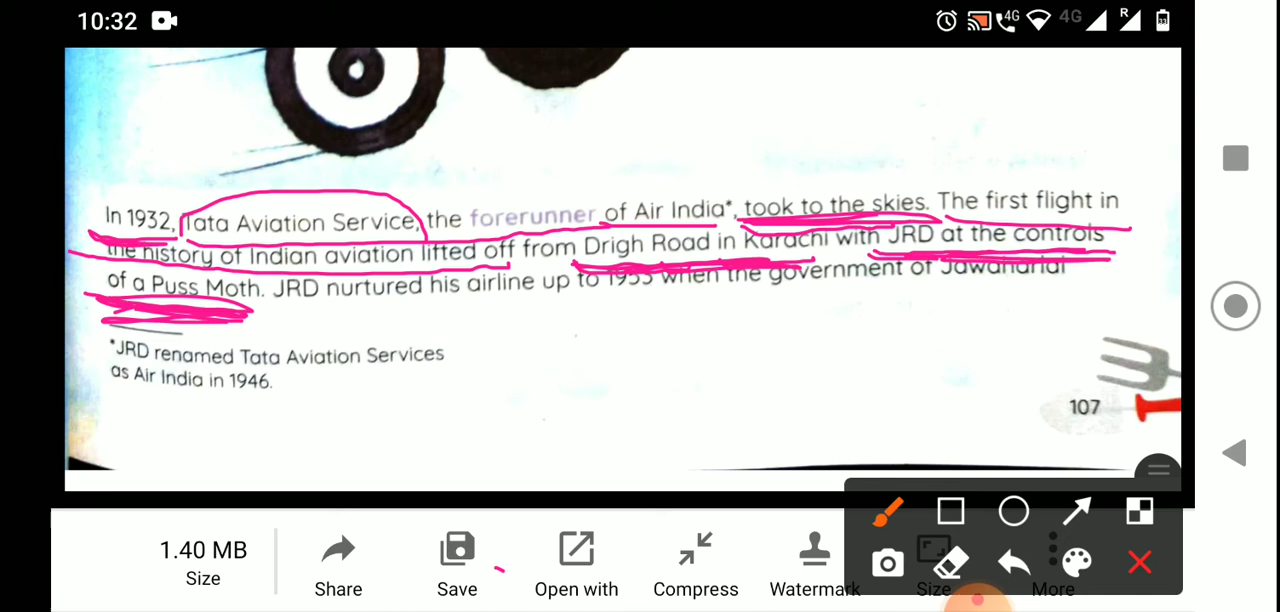 10:32
4G
4G
R
In 1932, Tata Aviation Service, the forerunner of Air India*, took to the skies. The first flight in
the history of Indian aviation lifted off from Drigh Road in Karachi with JRD at the controls
of a Puss Moth. JRD nurtured his airline up to 1953 when the government of Jawaharlal
*JRD renamed Tata Aviation Services
as Air India in 1946.
107
1.40 MB
Size
Share
Save
Open with
Compress
Watermark
Size
More